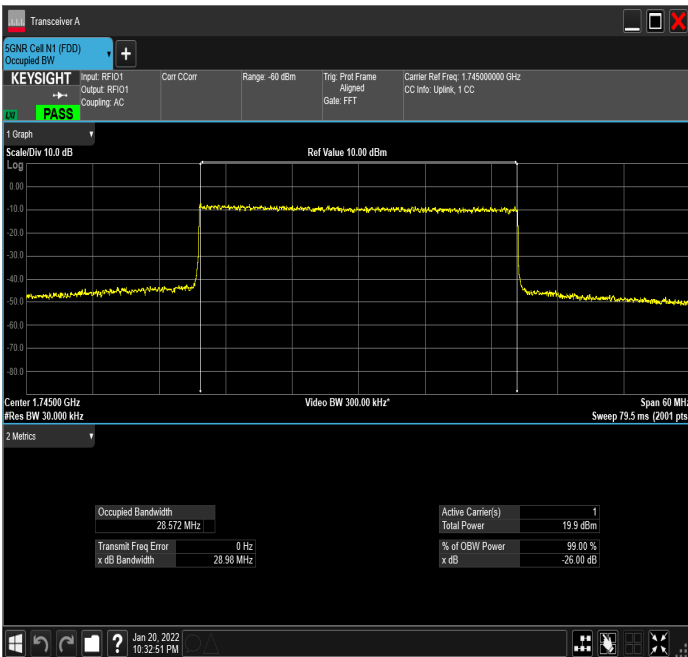 Transceiver A
5GNR Cell N1 (FDD)
Occupied BW
+
KEYSIGHT
Input: RFIO1
Output: RFIO1
Coupling: AC
Corr CCorr
Range: -60 dBm
Trig: Prot Frame
Aligned
Gate: FFT
Carrier Ref Freq: 1.745000000 GHz
CC Info: Uplink, 1 CC
LXI
PASS
1 Graph
Scale/Div 10.0 dB
Ref Value 10.00 dBm
Log
0.00
-10.0
-20.0
-30.0
-40.0
-50.0
-60.0
-70.0
-80.0
Center 1.74500 GHz
Video BW 300.00 kHz*
Span 60 MHz
#Res BW 30.000 kHz
Sweep 79.5 ms (2001 pts
2 Metrics
Occupied Bandwidth
28.572 MHz
Active Carrier(s) 1
Total Power 19.9 dBm
Transmit Freq Error 0 Hz
x dB Bandwidth 28.98 MHz
% of OBW Power 99.00 %
x dB -26.00 dB
?
Jan 20, 2022
10:32:51 PM